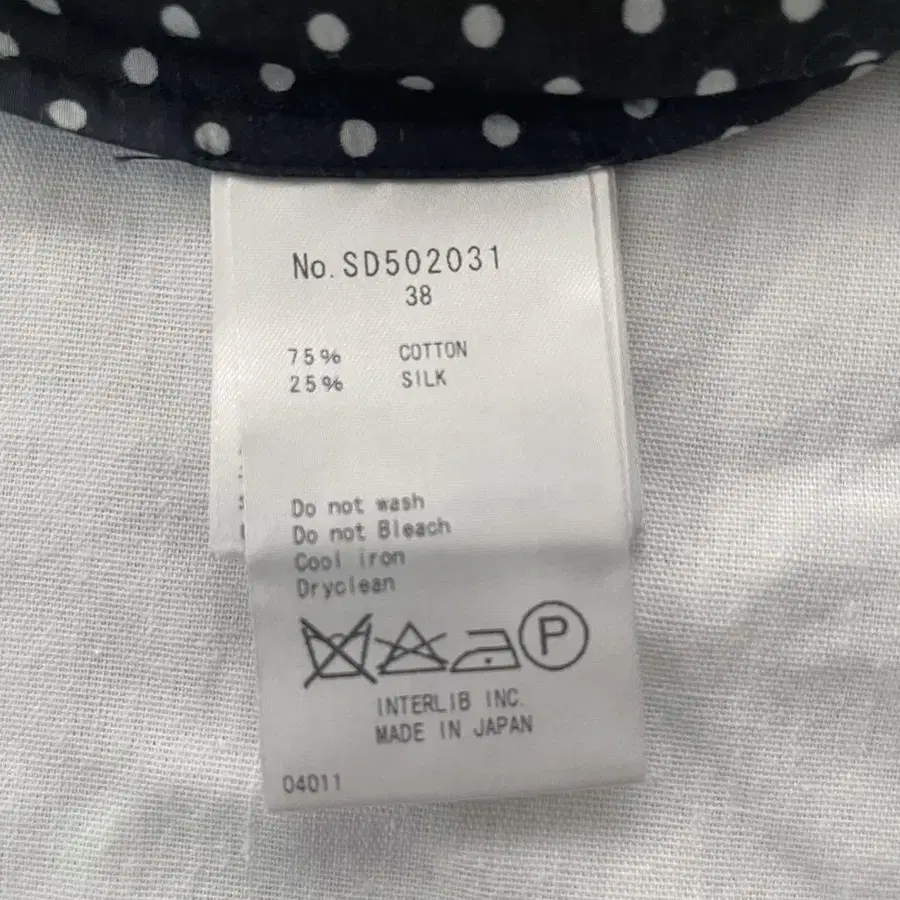 No. SD502031
38
75% COTTON
25% SILK
Do not wash
Do not Bleach
Cool iron
Dryclean
P
INTERLIB INC.
MADE IN JAPAN
04011